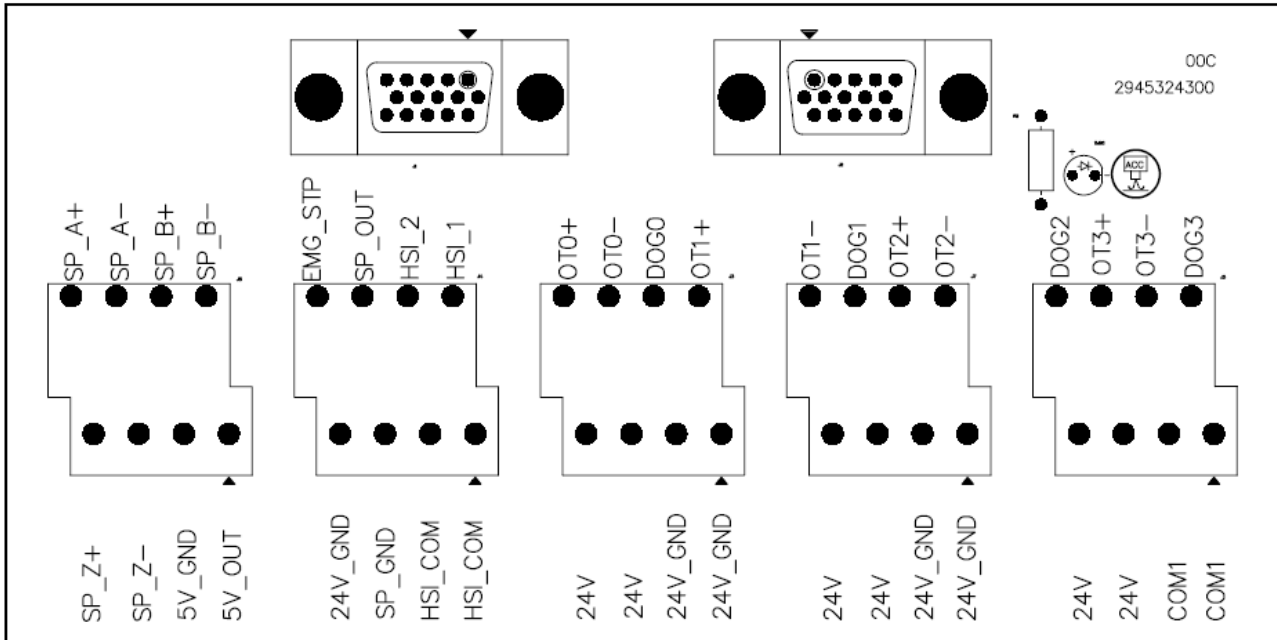 00C
2945324300
ACC
SP_A+
SP_A-
SP_B+
SP_B-
EMG_STP
SP_OUT
HSI_2
HSI_1
OT0+
OT0-
DOG0
OT1+
OT1-
DOG1
OT2+
OT2-
DOG2
OT3+
OT3-
DOG3
SP_Z+
SP_Z-
5V_GND
5V_OUT
24V_GND
SP_GND
HSI_COM
HSI_COM
24V
24V
24V_GND
24V_GND
24V
24V
24V_GND
24V_GND
24V
24V
COM1
COM1